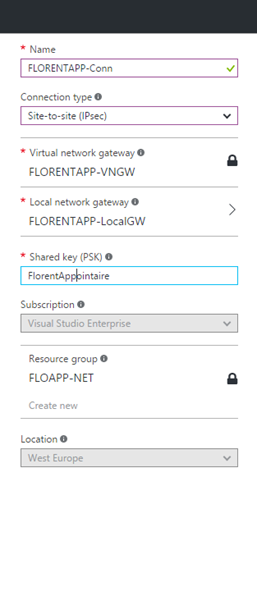 * Name
FLORENTAPP-Conn
Connection type
Site-to-site (IPsec)
* Virtual network gateway
FLORENTAPP-VNGW
* Local network gateway
FLORENTAPP-LocalGW
* Shared key (PSK)
FlorentAppointaire
Subscription
Visual Studio Enterprise
Resource group
FLOAPP-NET
Create new
Location
West Europe